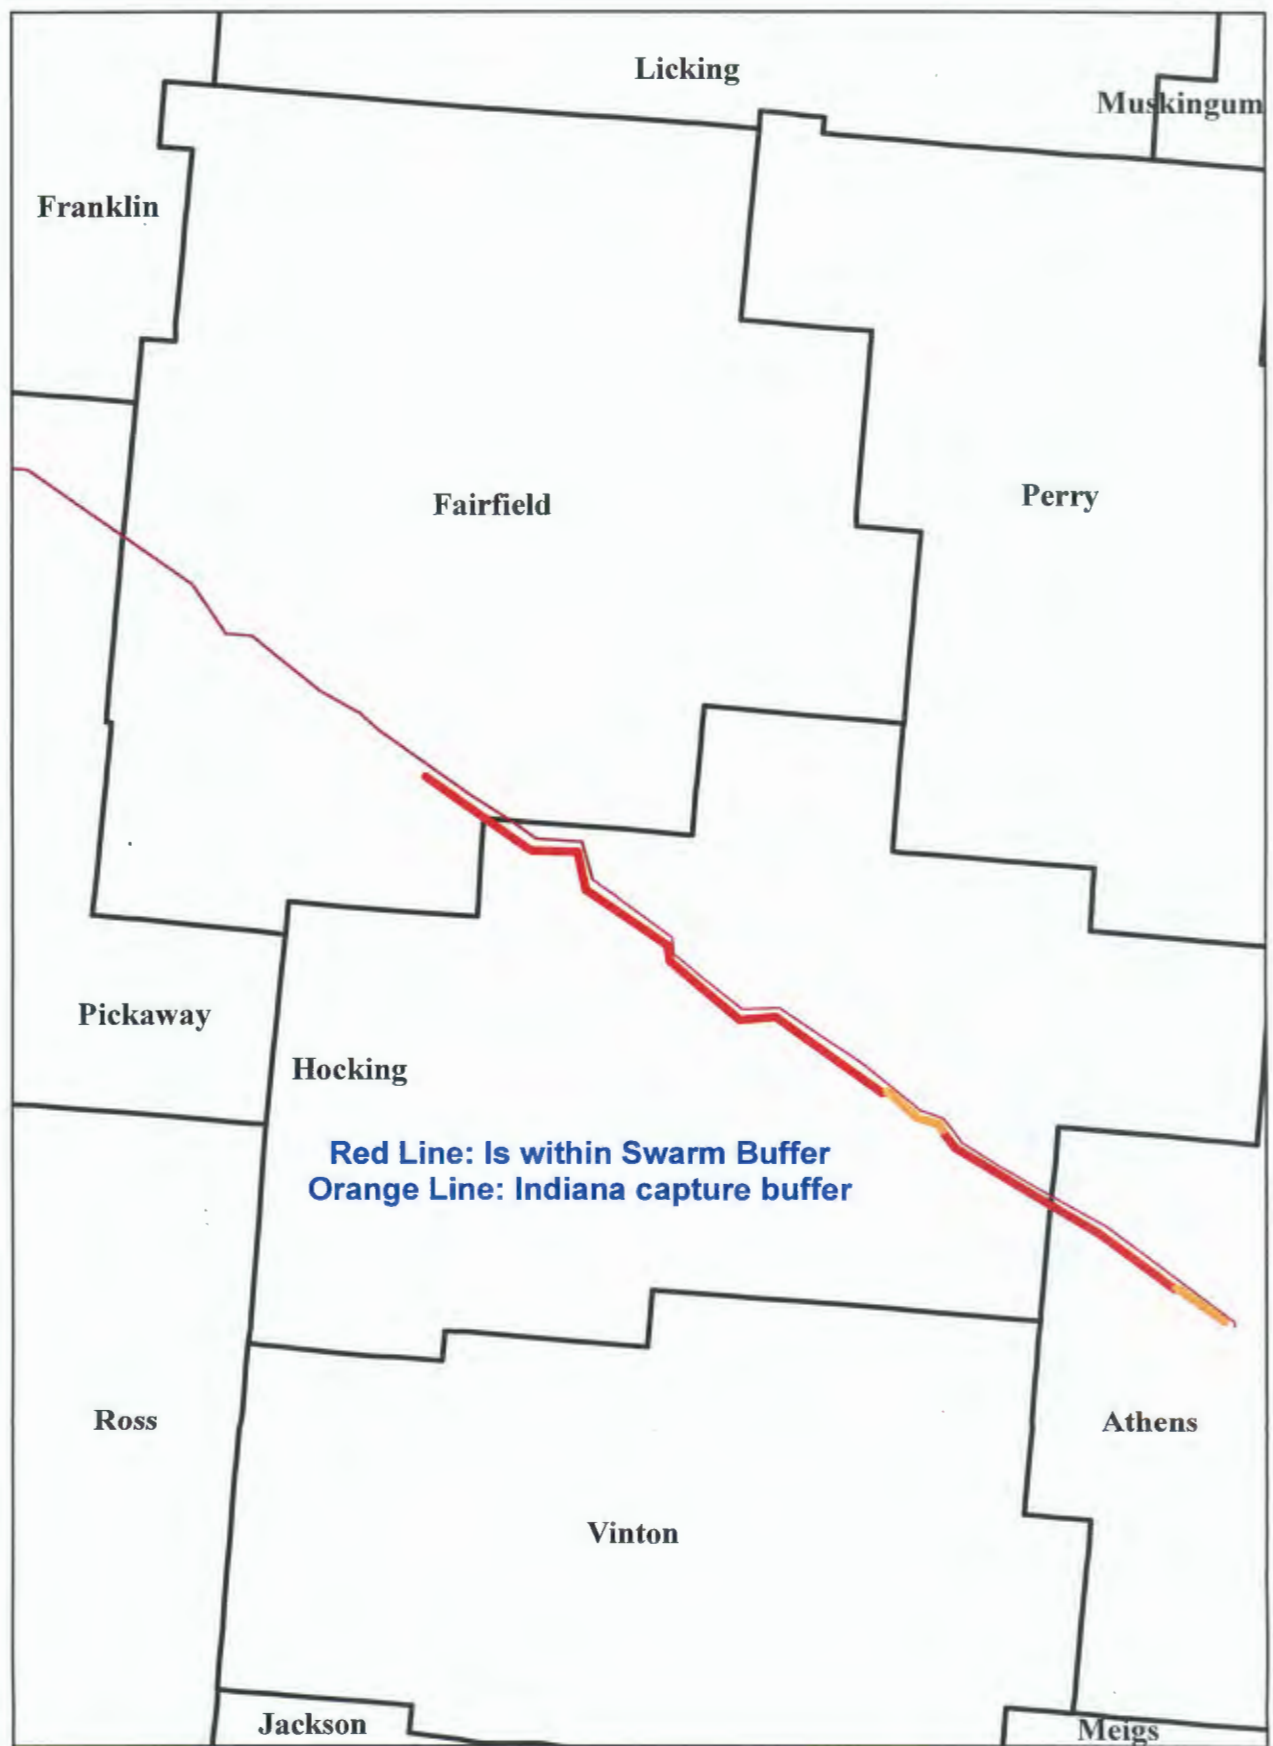 Licking
Muskingum
Franklin
Fairfield
Perry
Pickaway
Hocking
Red Line: Is within Swarm Buffer
Orange Line: Indiana capture buffer
Ross
Athens
Vinton
Jackson
Meigs